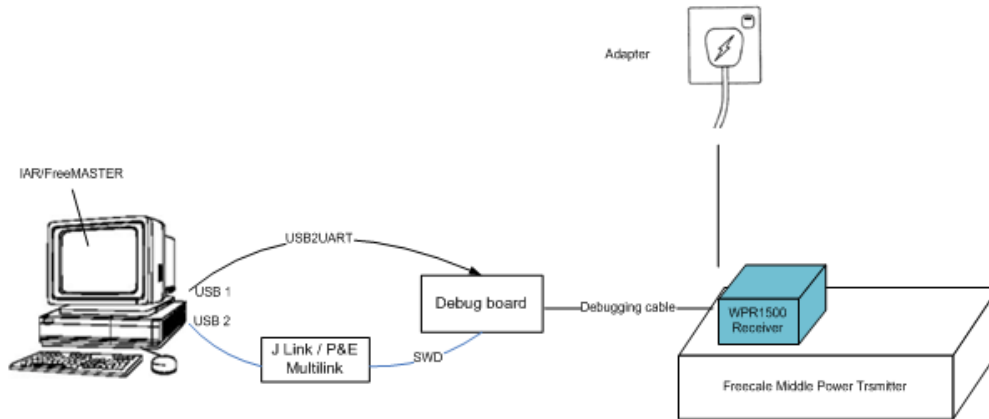 Adapter
IAR/FreeMASTER
USB2UART
USB 1
USB 2
Debug board
Debugging cable
WPR1500
Receiver
J Link / P&E
Multilink
SWD
Freecale Middle Power Trsmitter